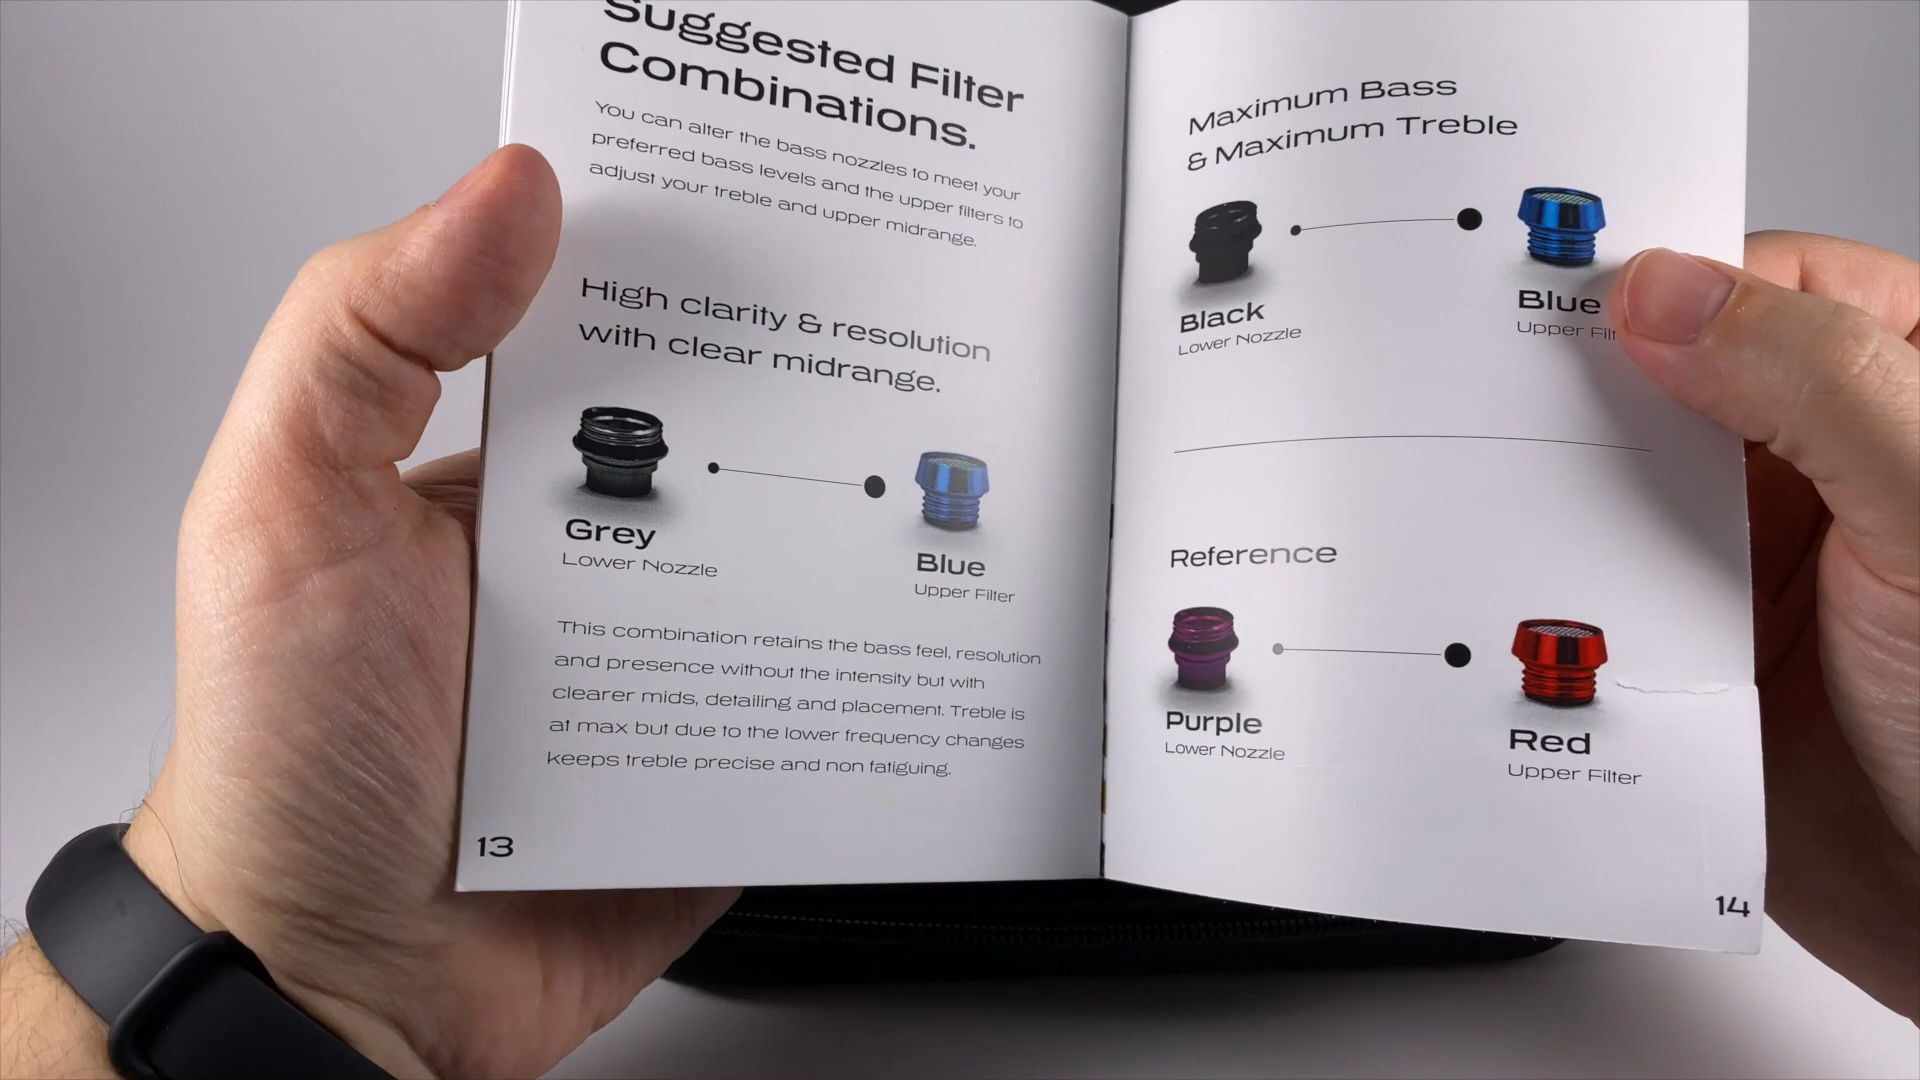 Suggested Filter
Combinations.
You can alter the bass nozzles to meet your
preferred bass levels and the upper filters to
adjust your treble and upper midrange.
High clarity & resolution
with clear midrange.
Grey
Lower Nozzle
Blue
Upper Filter
This combination retains the bass feel, resolution
and presence without the intensity but with
clearer mids, detailing and placement. Treble is
at max but due to the lower frequency changes
keeps treble precise and non fatiguing.
13
Maximum Bass
& Maximum Treble
Black
Lower Nozzle
Blue
Upper Filt
Reference
Purple
Lower Nozzle
Red
Upper Filter
14